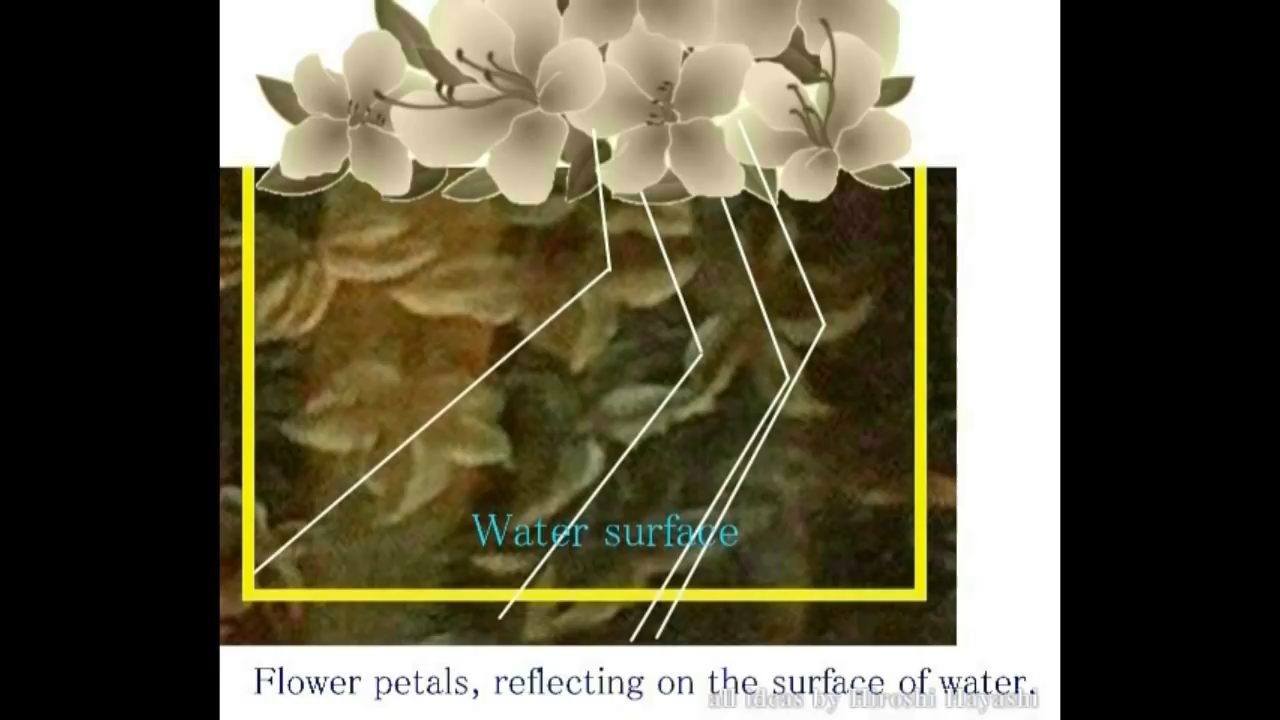 Water surface
Flower petals, reflecting on the surface of water.
all ideas by Hiroshi Hayashi